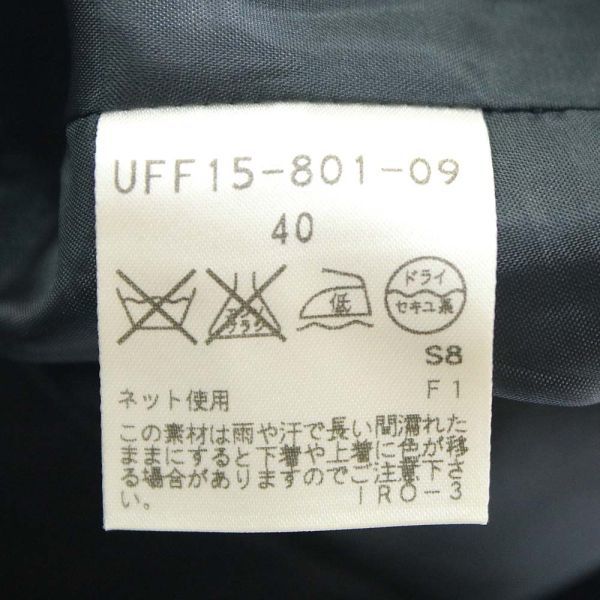 UFF15-801-09
40
低
ドライ
セキユ系
S8
F1
ネット使用
この素材は雨や汗で長い間濡れた
ままにすると下着や上着に色が移
る場合がありますのでご注意下さ
い。
IRO-3